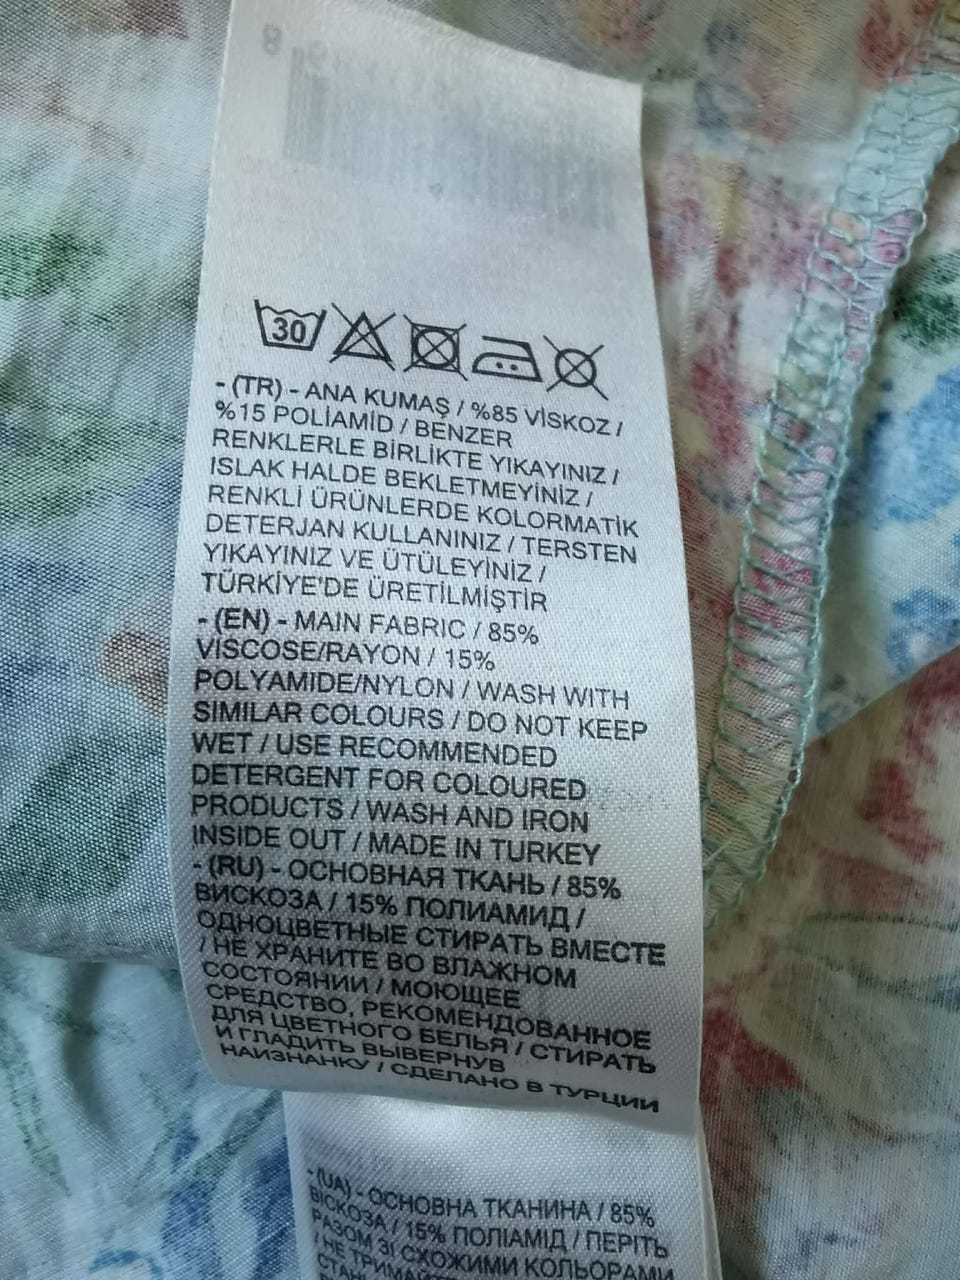 30
- (TR) - ANA KUMAŞ / %85 VİSKOZ /
%15 POLİAMİD / BENZER
RENKLERLE BİRLİKTE YIKAYINIZ /
ISLAK HALDE BEKLETMEYİNİZ /
RENKLİ ÜRÜNLERDE KOLORMATİK
DETERJAN KULLANINIZ / TERSTEN
YIKAYINIZ VE ÜTÜLEYİNİZ /
TÜRKİYE'DE ÜRETİLMİŞTİR
- (EN) - MAIN FABRIC / 85%
VISCOSE/RAYON / 15%
POLYAMIDE/NYLON / WASH WITH
SIMILAR COLOURS / DO NOT KEEP
WET / USE RECOMMENDED
DETERGENT FOR COLOURED
PRODUCTS / WASH AND IRON
INSIDE OUT / MADE IN TURKEY
- (RU) - ОСНОВНАЯ ТКАНЬ / 85%
ВИСКОЗА / 15% ПОЛИАМИД /
ОДНОЦВЕТНЫЕ СТИРАТЬ ВМЕСТЕ
/ НЕ ХРАНИТЕ ВО ВЛАЖНОМ
СОСТОЯНИИ / МОЮЩЕЕ
СРЕДСТВО, РЕКОМЕНДОВАННОЕ
ДЛЯ ЦВЕТНОГО БЕЛЬЯ / СТИРАТЬ
И ГЛАДИТЬ ВЫВЕРНУВ
НАИЗНАНКУ / СДЕЛАНО В ТУРЦИИ
- (UA) - ОСНОВНА ТКАНИНА / 85%
ВІСКОЗА / 15% ПОЛІАМІД / ПЕРІТЬ
РАЗОМ ЗІ СХОЖИМИ КОЛЬОРАМИ
/ НЕ